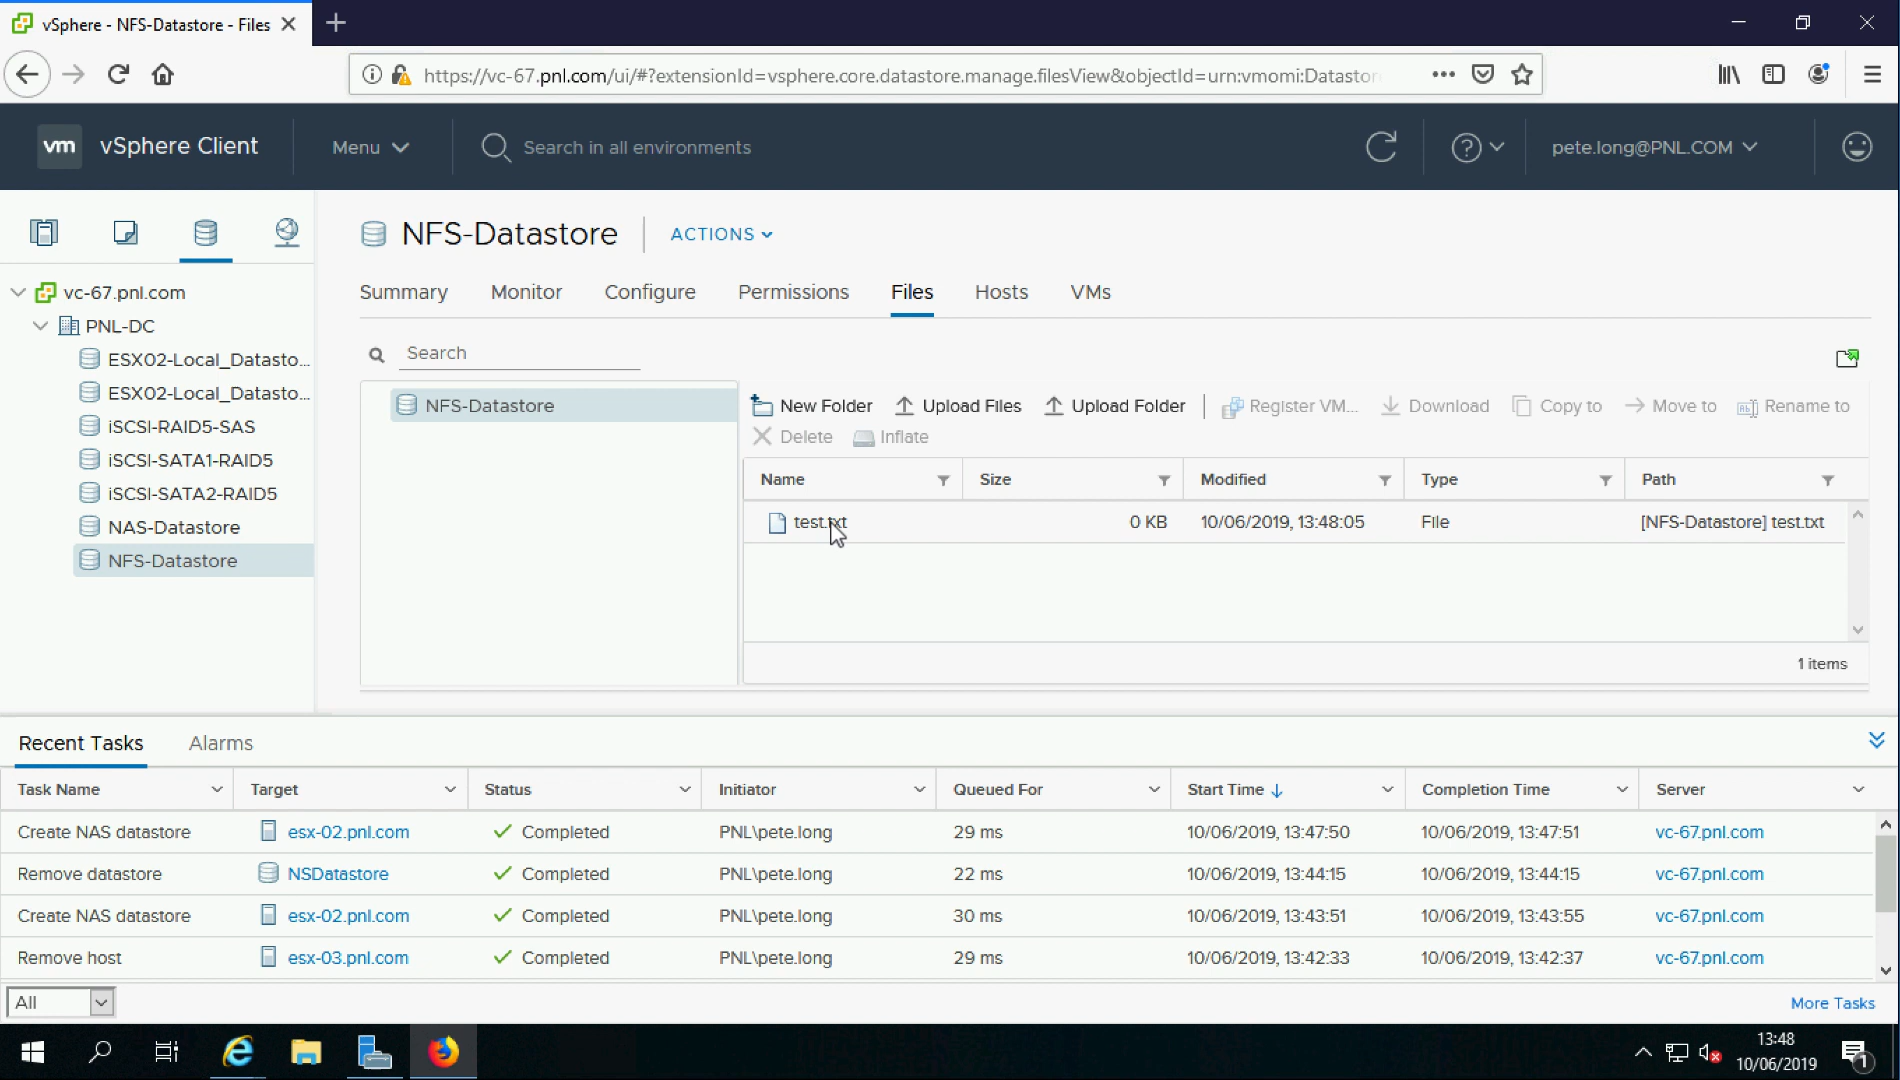 vSphere - NFS-Datastore - Files
https://vc-67.pnl.com/ui/#?extensionId=vsphere.core.datastore.manage.filesView&objectId=urn:vmomi:Datastor
vm vSphere Client Menu Search in all environments pete.long@PNL.COM
NFS-Datastore ACTIONS
Summary Monitor Configure Permissions Files Hosts VMs
vc-67.pnl.com
PNL-DC
ESX02-Local_Datasto...
ESX02-Local_Datasto...
iSCSI-RAID5-SAS
iSCSI-SATA1-RAID5
iSCSI-SATA2-RAID5
NAS-Datastore
NFS-Datastore
Search
NFS-Datastore
New Folder Upload Files Upload Folder Register VM... Download Copy to Move to Rename to
Delete Inflate
Name Size Modified Type Path
test.txt 0 KB 10/06/2019, 13:48:05 File [NFS-Datastore] test.txt
1 items
Recent Tasks Alarms
Task Name Target Status Initiator Queued For Start Time Completion Time Server
Create NAS datastore esx-02.pnl.com Completed PNL\pete.long 29 ms 10/06/2019, 13:47:50 10/06/2019, 13:47:51 vc-67.pnl.com
Remove datastore NSDatastore Completed PNL\pete.long 22 ms 10/06/2019, 13:44:15 10/06/2019, 13:44:15 vc-67.pnl.com
Create NAS datastore esx-02.pnl.com Completed PNL\pete.long 30 ms 10/06/2019, 13:43:51 10/06/2019, 13:43:55 vc-67.pnl.com
Remove host esx-03.pnl.com Completed PNL\pete.long 29 ms 10/06/2019, 13:42:33 10/06/2019, 13:42:37 vc-67.pnl.com
All More Tasks
13:48
10/06/2019
1